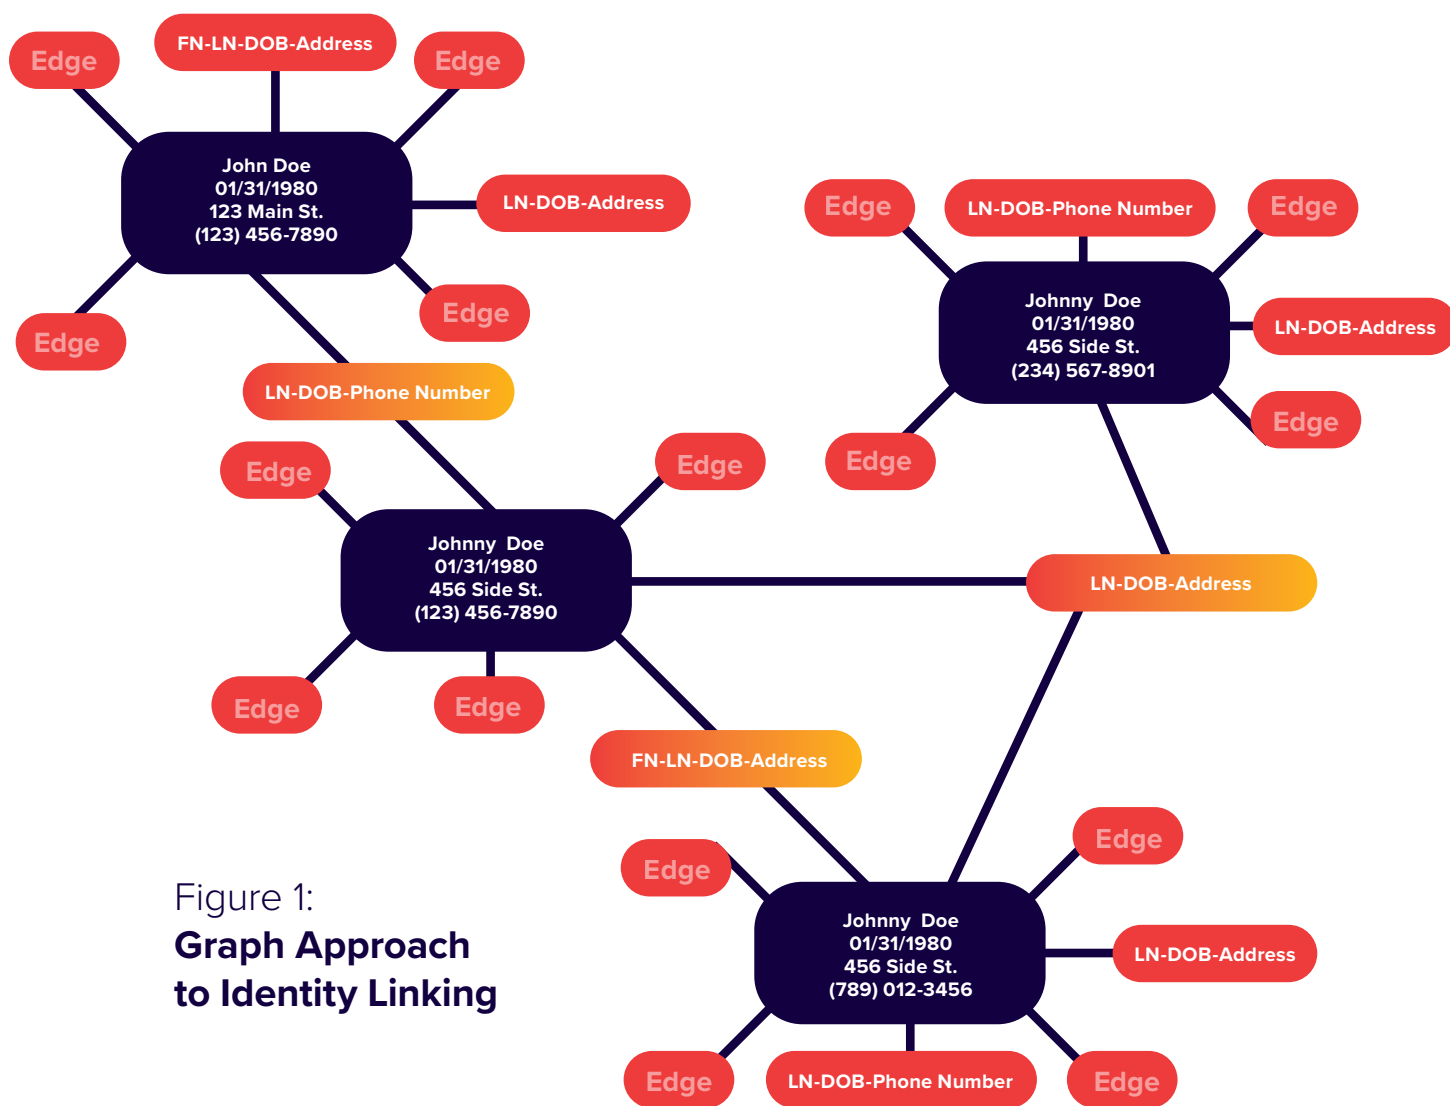 Edge
FN-LN-DOB-Address
Edge
John Doe
01/31/1980
123 Main St.
(123) 456-7890
LN-DOB-Address
Edge
Edge
LN-DOB-Phone Number
Edge
LN-DOB-Phone Number
Edge
Johnny Doe
01/31/1980
456 Side St.
(234) 567-8901
LN-DOB-Address
Edge
Edge
Edge
Edge
Johnny Doe
01/31/1980
456 Side St.
(123) 456-7890
LN-DOB-Address
Edge
Edge
FN-LN-DOB-Address
Edge
Edge
Johnny Doe
01/31/1980
456 Side St.
(789) 012-3456
LN-DOB-Address
Edge
LN-DOB-Phone Number
Edge
Figure 1:
Graph Approach
to Identity Linking